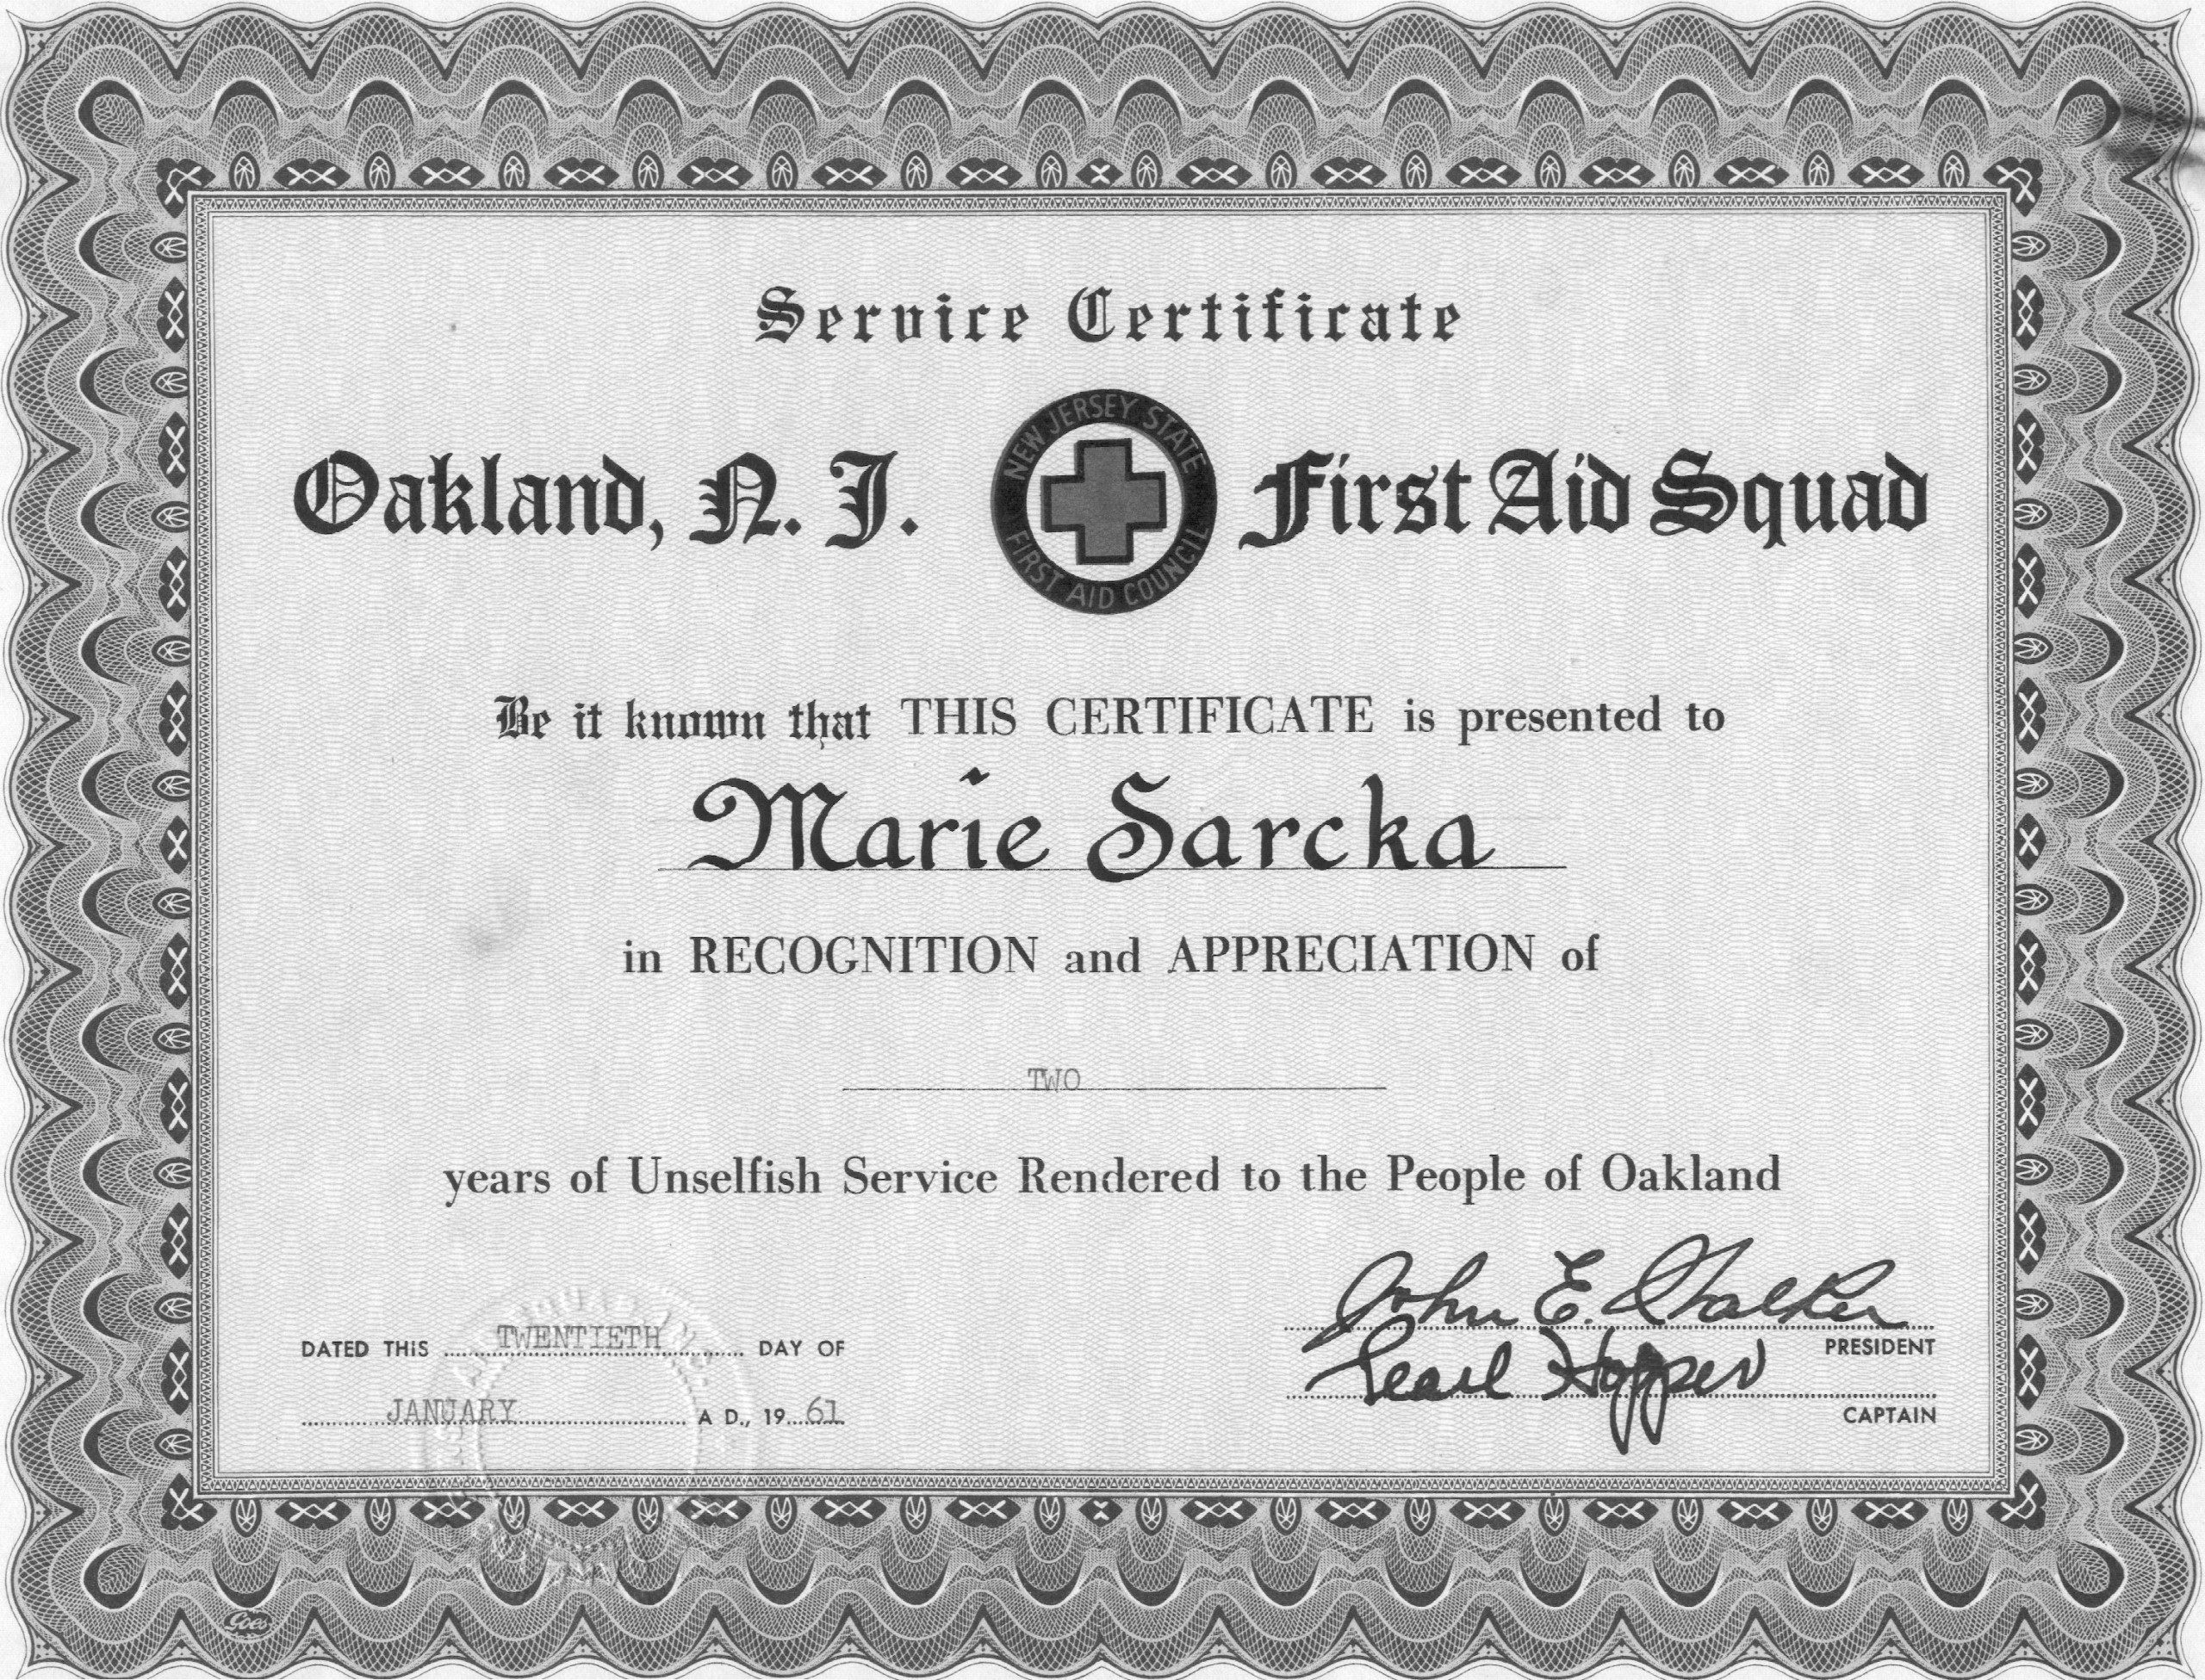 Service Certificate
Oakland, N. J. First Aid Squad
NEW JERSEY STATE
FIRST AID COUNCIL
Be it known that THIS CERTIFICATE is presented to
Marie Sarcka
in RECOGNITION and APPRECIATION of
TWO
years of Unselfish Service Rendered to the People of Oakland
John E. Walker
DATED THIS TWENTIETH DAY OF
PRESIDENT
Pearl Hopper
JANUARY A D., 19 61
CAPTAIN
Goes